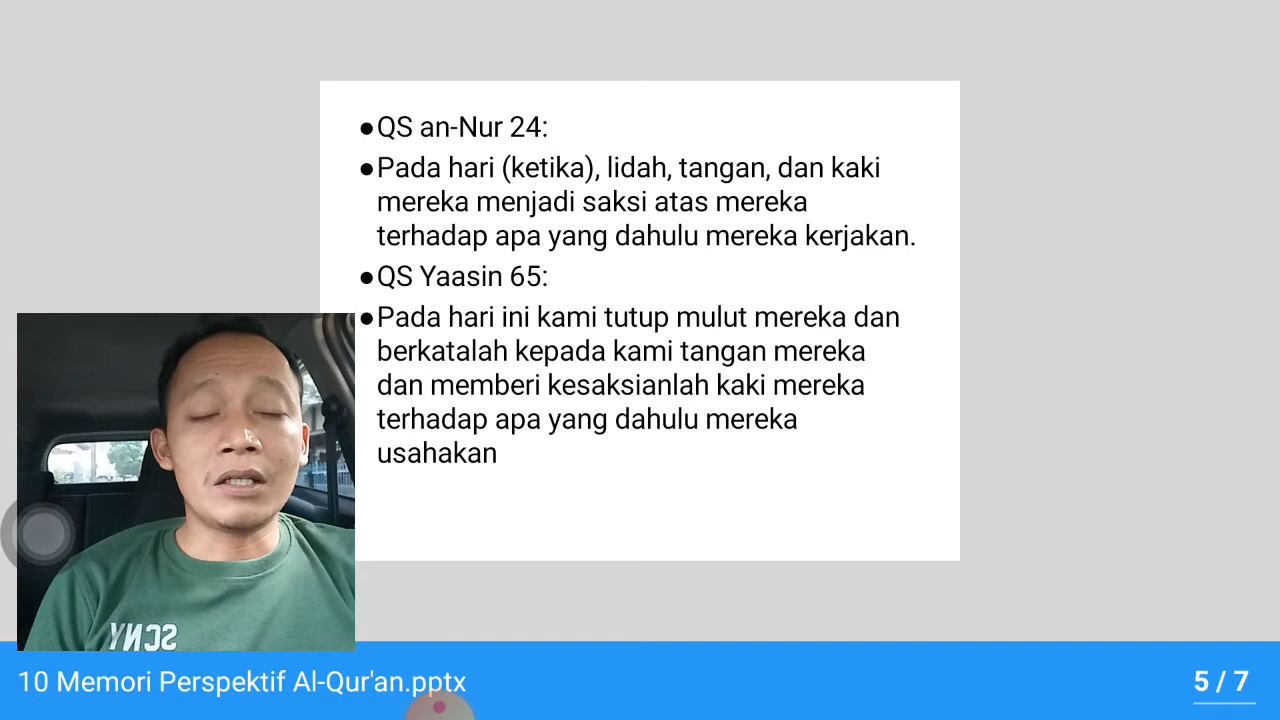 ●QS an-Nur 24:
●Pada hari (ketika), lidah, tangan, dan kaki
mereka menjadi saksi atas mereka
terhadap apa yang dahulu mereka kerjakan.
●QS Yaasin 65:
●Pada hari ini kami tutup mulut mereka dan
berkatalah kepada kami tangan mereka
dan memberi kesaksianlah kaki mereka
terhadap apa yang dahulu mereka
usahakan
SCNY
10 Memori Perspektif Al-Qur'an.pptx
5 / 7